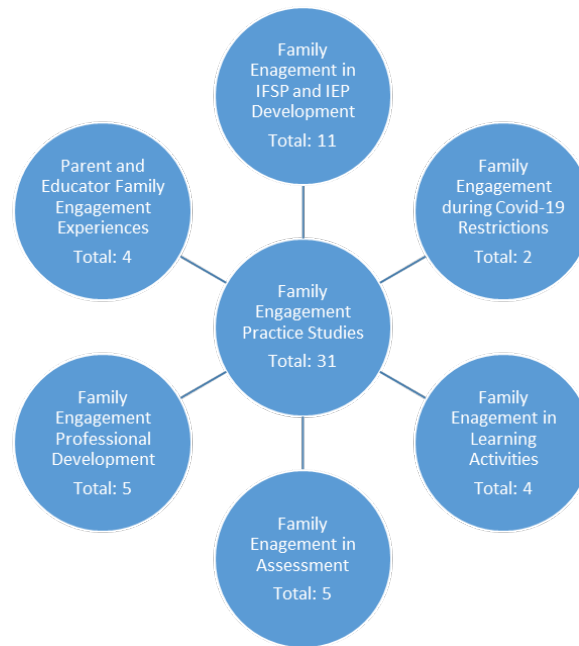 Family
Enagement in
IFSP and IEP
Development
Total: 11
Parent and
Educator Family
Engagement
Experiences
Total: 4
Family
Engagement
during Covid-19
Restrictions
Total: 2
Family
Engagement
Practice Studies
Total: 31
Family
Engagement
Professional
Development
Total: 5
Family
Enagement in
Learning
Activities
Total: 4
Family
Enagement in
Assessment
Total: 5